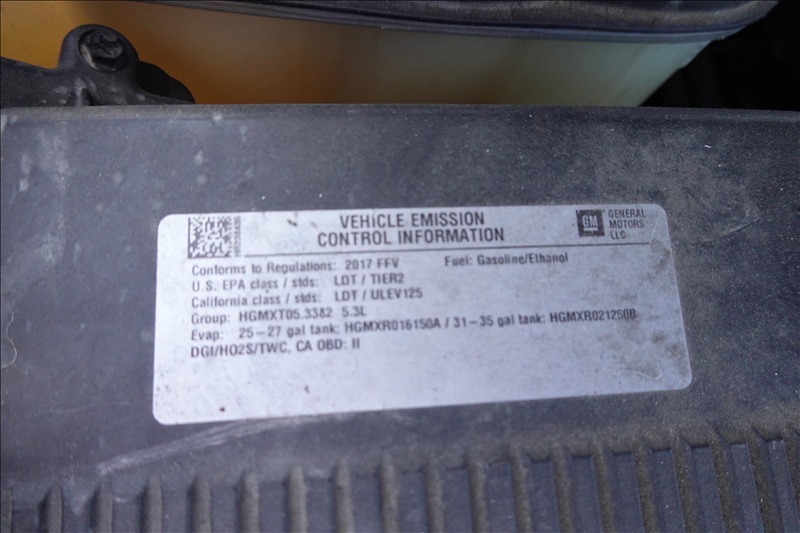 VEHICLE EMISSION
CONTROL INFORMATION
GM GENERAL
MOTORS
LLC
Conforms to Regulations: 2017 FFV Fuel: Gasoline/Ethanol
U.S. EPA class / stds: LDT / TIER2
California class / stds: LDT / ULEV125
Group: HGMXT05.3382 5.3L
Evap: 25-27 gal tank: HGMXR016150A / 31-35 gal tank: HGMXR021250B
DGI/HO2S/TWC, CA OBD: II